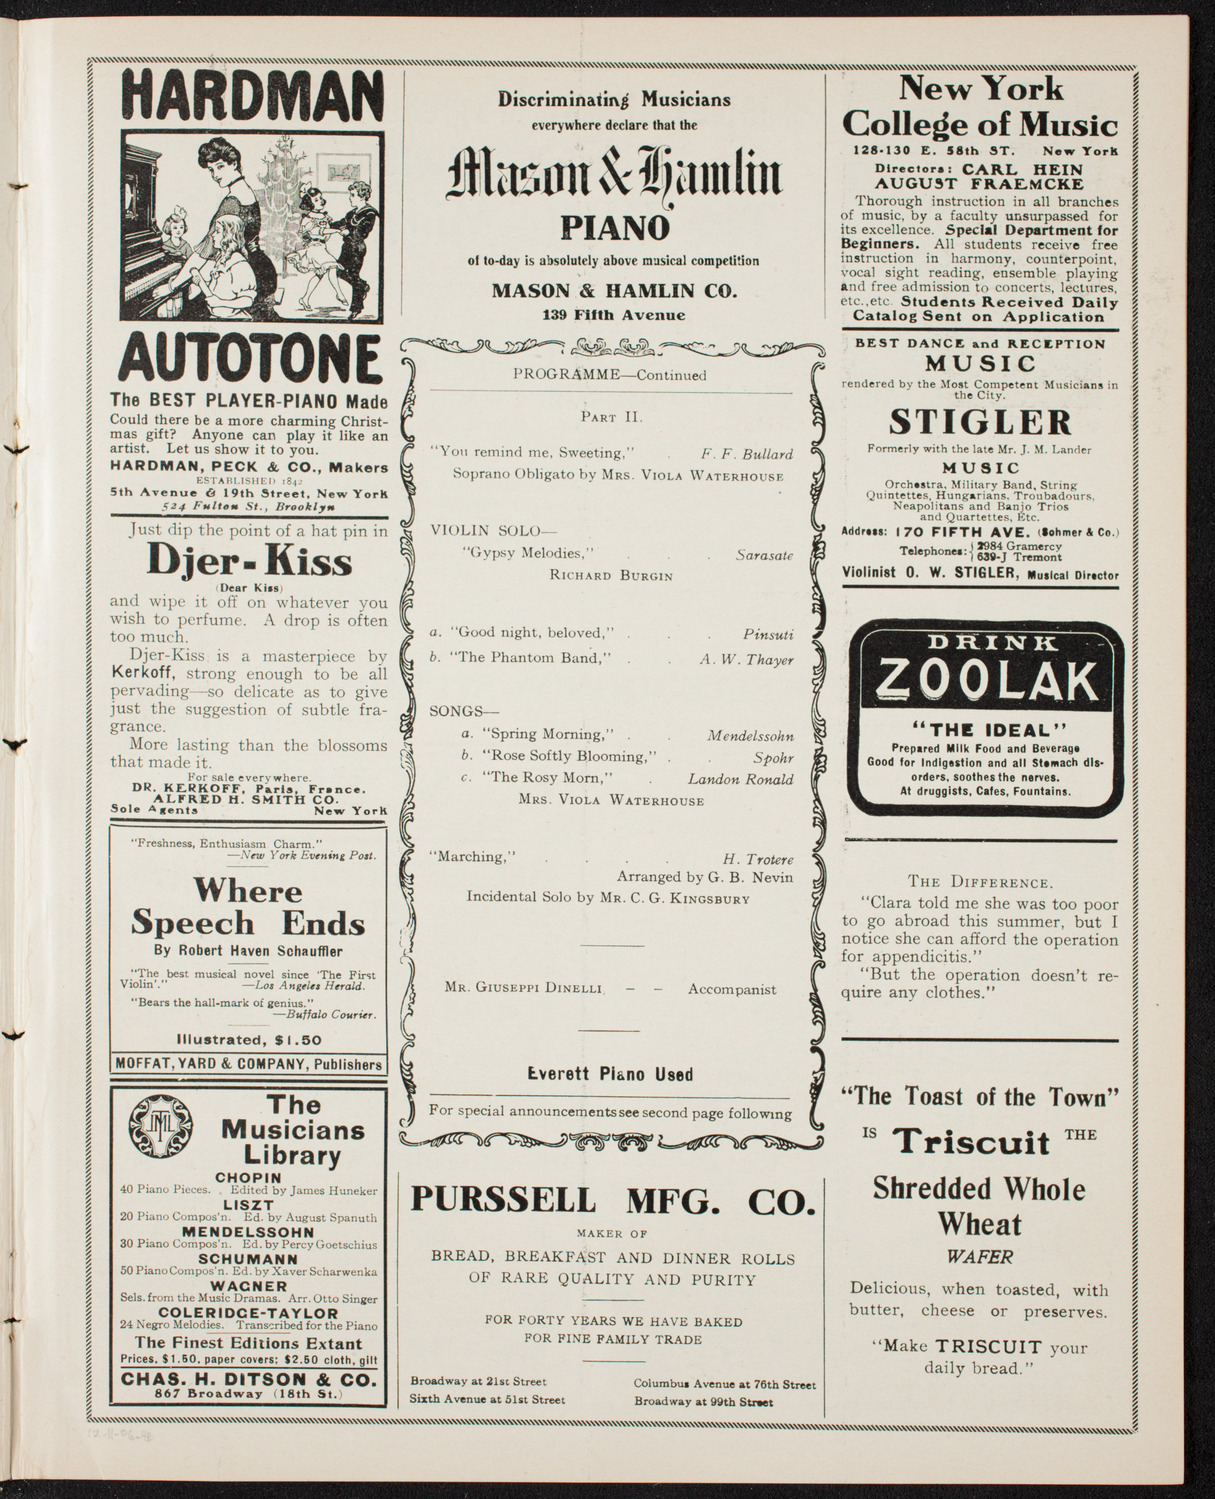 HARDMAN
AUTOTONE
The BEST PLAYER-PIANO Made
Could there be a more charming Christ-
mas gift? Anyone can play it like an
artist. Let us show it to you.
HARDMAN, PECK & CO., Makers
ESTABLISHED 1842
5th Avenue & 19th Street, New York
524 Fulton St., Brooklyn
Just dip the point of a hat pin in
Djer-Kiss
(Dear Kiss)
and wipe it off on whatever you
wish to perfume. A drop is often
too much.
Djer-Kiss is a masterpiece by
Kerkoff, strong enough to be all
pervading—so delicate as to give
just the suggestion of subtle fra-
grance.
More lasting than the blossoms
that made it.
For sale everywhere.
DR. KERKOFF, Paris, France.
ALFRED H. SMITH CO.
Sole Agents New York
"Freshness, Enthusiasm Charm."
—New York Evening Post.
Where
Speech Ends
By Robert Haven Schauffler
"The best musical novel since 'The First
Violin'." —Los Angeles Herald.
"Bears the hall-mark of genius."
—Buffalo Courier.
Illustrated, $1.50
MOFFAT, YARD & COMPANY, Publishers
The
Musicians
Library
CHOPIN
40 Piano Pieces. Edited by James Huneker
LISZT
20 Piano Compos'n. Ed. by August Spanuth
MENDELSSOHN
30 Piano Compos'n. Ed. by Percy Goetschius
SCHUMANN
50 Piano Compos'n. Ed. by Xaver Scharwenka
WAGNER
Sels. from the Music Dramas. Arr. Otto Singer
COLERIDGE-TAYLOR
24 Negro Melodies. Transcribed for the Piano
The Finest Editions Extant
Prices, $1.50, paper covers; $2.50 cloth, gilt
CHAS. H. DITSON & CO.
867 Broadway (18th St.)
Discriminating Musicians
everywhere declare that the
Mason & Hamlin
PIANO
of to-day is absolutely above musical competition
MASON & HAMLIN CO.
139 Fifth Avenue
PROGRAMME—Continued
PART II.
"You remind me, Sweeting," . F. F. Bullard
Soprano Obligato by MRS. VIOLA WATERHOUSE
VIOLIN SOLO—
"Gypsy Melodies," . . . Sarasate
RICHARD BURGIN
a. "Good night, beloved," . . . Pinsuti
b. "The Phantom Band," . . A. W. Thayer
SONGS—
a. "Spring Morning," . . Mendelssohn
b. "Rose Softly Blooming," . . Spohr
c. "The Rosy Morn," . Landon Ronald
MRS. VIOLA WATERHOUSE
"Marching," . . . . H. Trotere
Arranged by G. B. Nevin
Incidental Solo by MR. C. G. KINGSBURY
MR. GIUSEPPI DINELLI, – – Accompanist
Everett Piano Used
For special announcements see second page following
PURSSELL MFG. CO.
MAKER OF
BREAD, BREAKFAST AND DINNER ROLLS
OF RARE QUALITY AND PURITY
FOR FORTY YEARS WE HAVE BAKED
FOR FINE FAMILY TRADE
Broadway at 21st Street Columbus Avenue at 76th Street
Sixth Avenue at 51st Street Broadway at 99th Street
New York
College of Music
128-130 E. 58th ST. New York
Directors: CARL HEIN
AUGUST FRAEMCKE
Thorough instruction in all branches
of music, by a faculty unsurpassed for
its excellence. Special Department for
Beginners. All students receive free
instruction in harmony, counterpoint,
vocal sight reading, ensemble playing
and free admission to concerts, lectures,
etc., etc. Students Received Daily
Catalog Sent on Application
BEST DANCE and RECEPTION
MUSIC
rendered by the Most Competent Musicians in
the City.
STIGLER
Formerly with the late Mr. J. M. Lander
MUSIC
Orchestra, Military Band, String
Quintettes, Hungarians, Troubadours,
Neapolitans and Banjo Trios
and Quartettes, Etc.
Address: 170 FIFTH AVE. (Sohmer & Co.)
Telephones: { 2984 Gramercy
639-J Tremont
Violinist O. W. STIGLER, Musical Director
DRINK
ZOOLAK
"THE IDEAL"
Prepared Milk Food and Beverage
Good for Indigestion and all Stomach dis-
orders, soothes the nerves.
At druggists, Cafes, Fountains.
THE DIFFERENCE.
"Clara told me she was too poor
to go abroad this summer, but I
notice she can afford the operation
for appendicitis."
"But the operation doesn't re-
quire any clothes."
"The Toast of the Town"
IS Triscuit THE
Shredded Whole
Wheat
WAFER
Delicious, when toasted, with
butter, cheese or preserves.
"Make TRISCUIT your
daily bread."